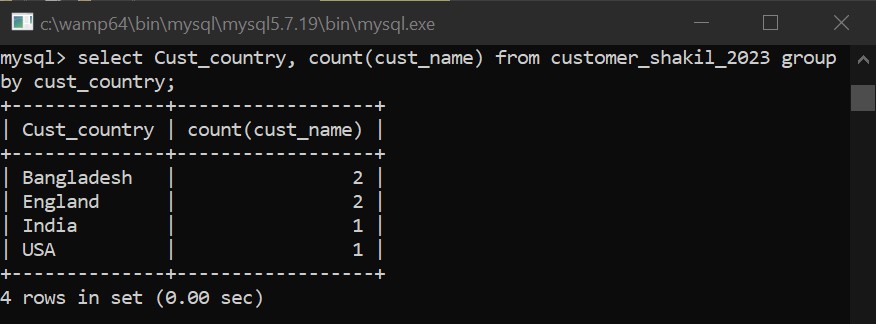 c:\wamp64\bin\mysql\mysql5.7.19\bin\mysql.exe
mysql> select Cust_country, count(cust_name) from customer_shakil_2023 group
by cust_country;
+--------------+------------------+
| Cust_country | count(cust_name) |
+--------------+------------------+
| Bangladesh   |                2 |
| England      |                2 |
| India        |                1 |
| USA          |                1 |
+--------------+------------------+
4 rows in set (0.00 sec)